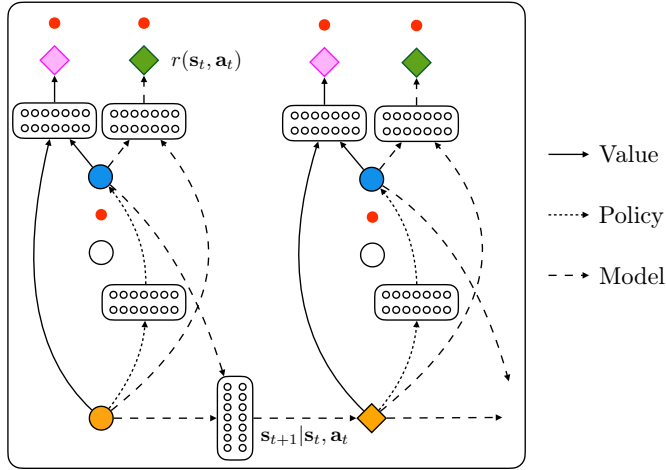 r(s_t, a_t)
Value
Policy
Model
s_{t+1}|s_t, a_t